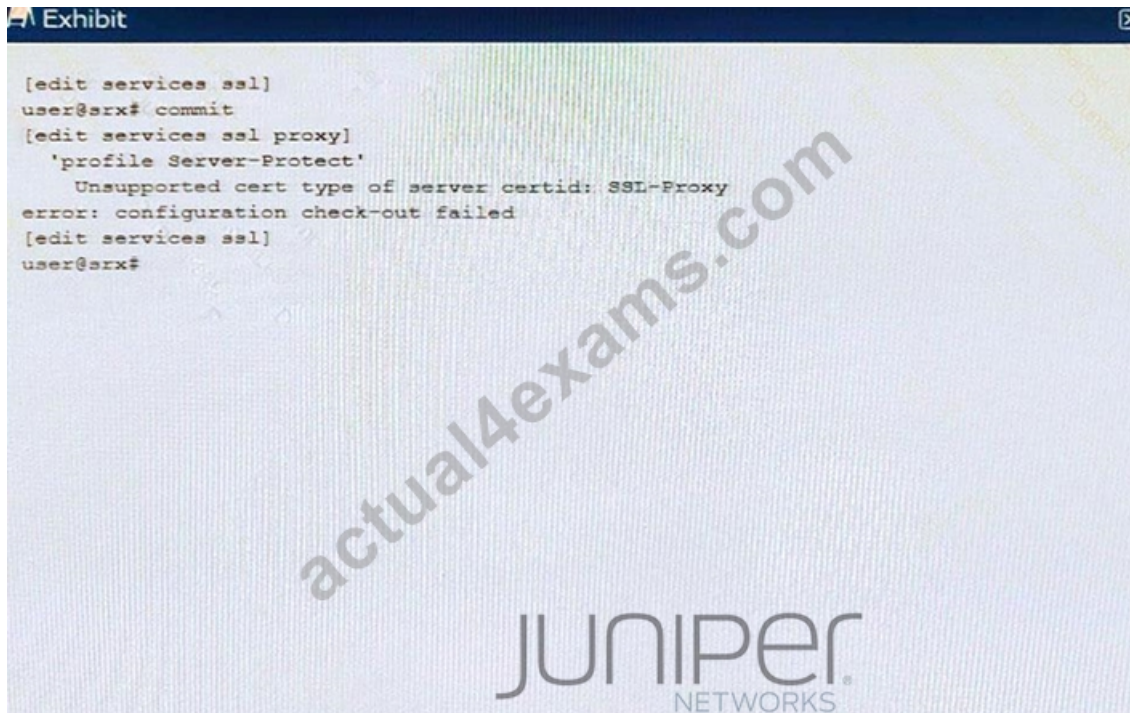 Exhibit
[edit services ssl]
user@srx# commit
[edit services ssl proxy]
'profile Server-Protect'
Unsupported cert type of server certid: SSL-Proxy
error: configuration check-out failed
[edit services ssl]
user@srx#
actual4exams.com
JUNIPER
NETWORKS